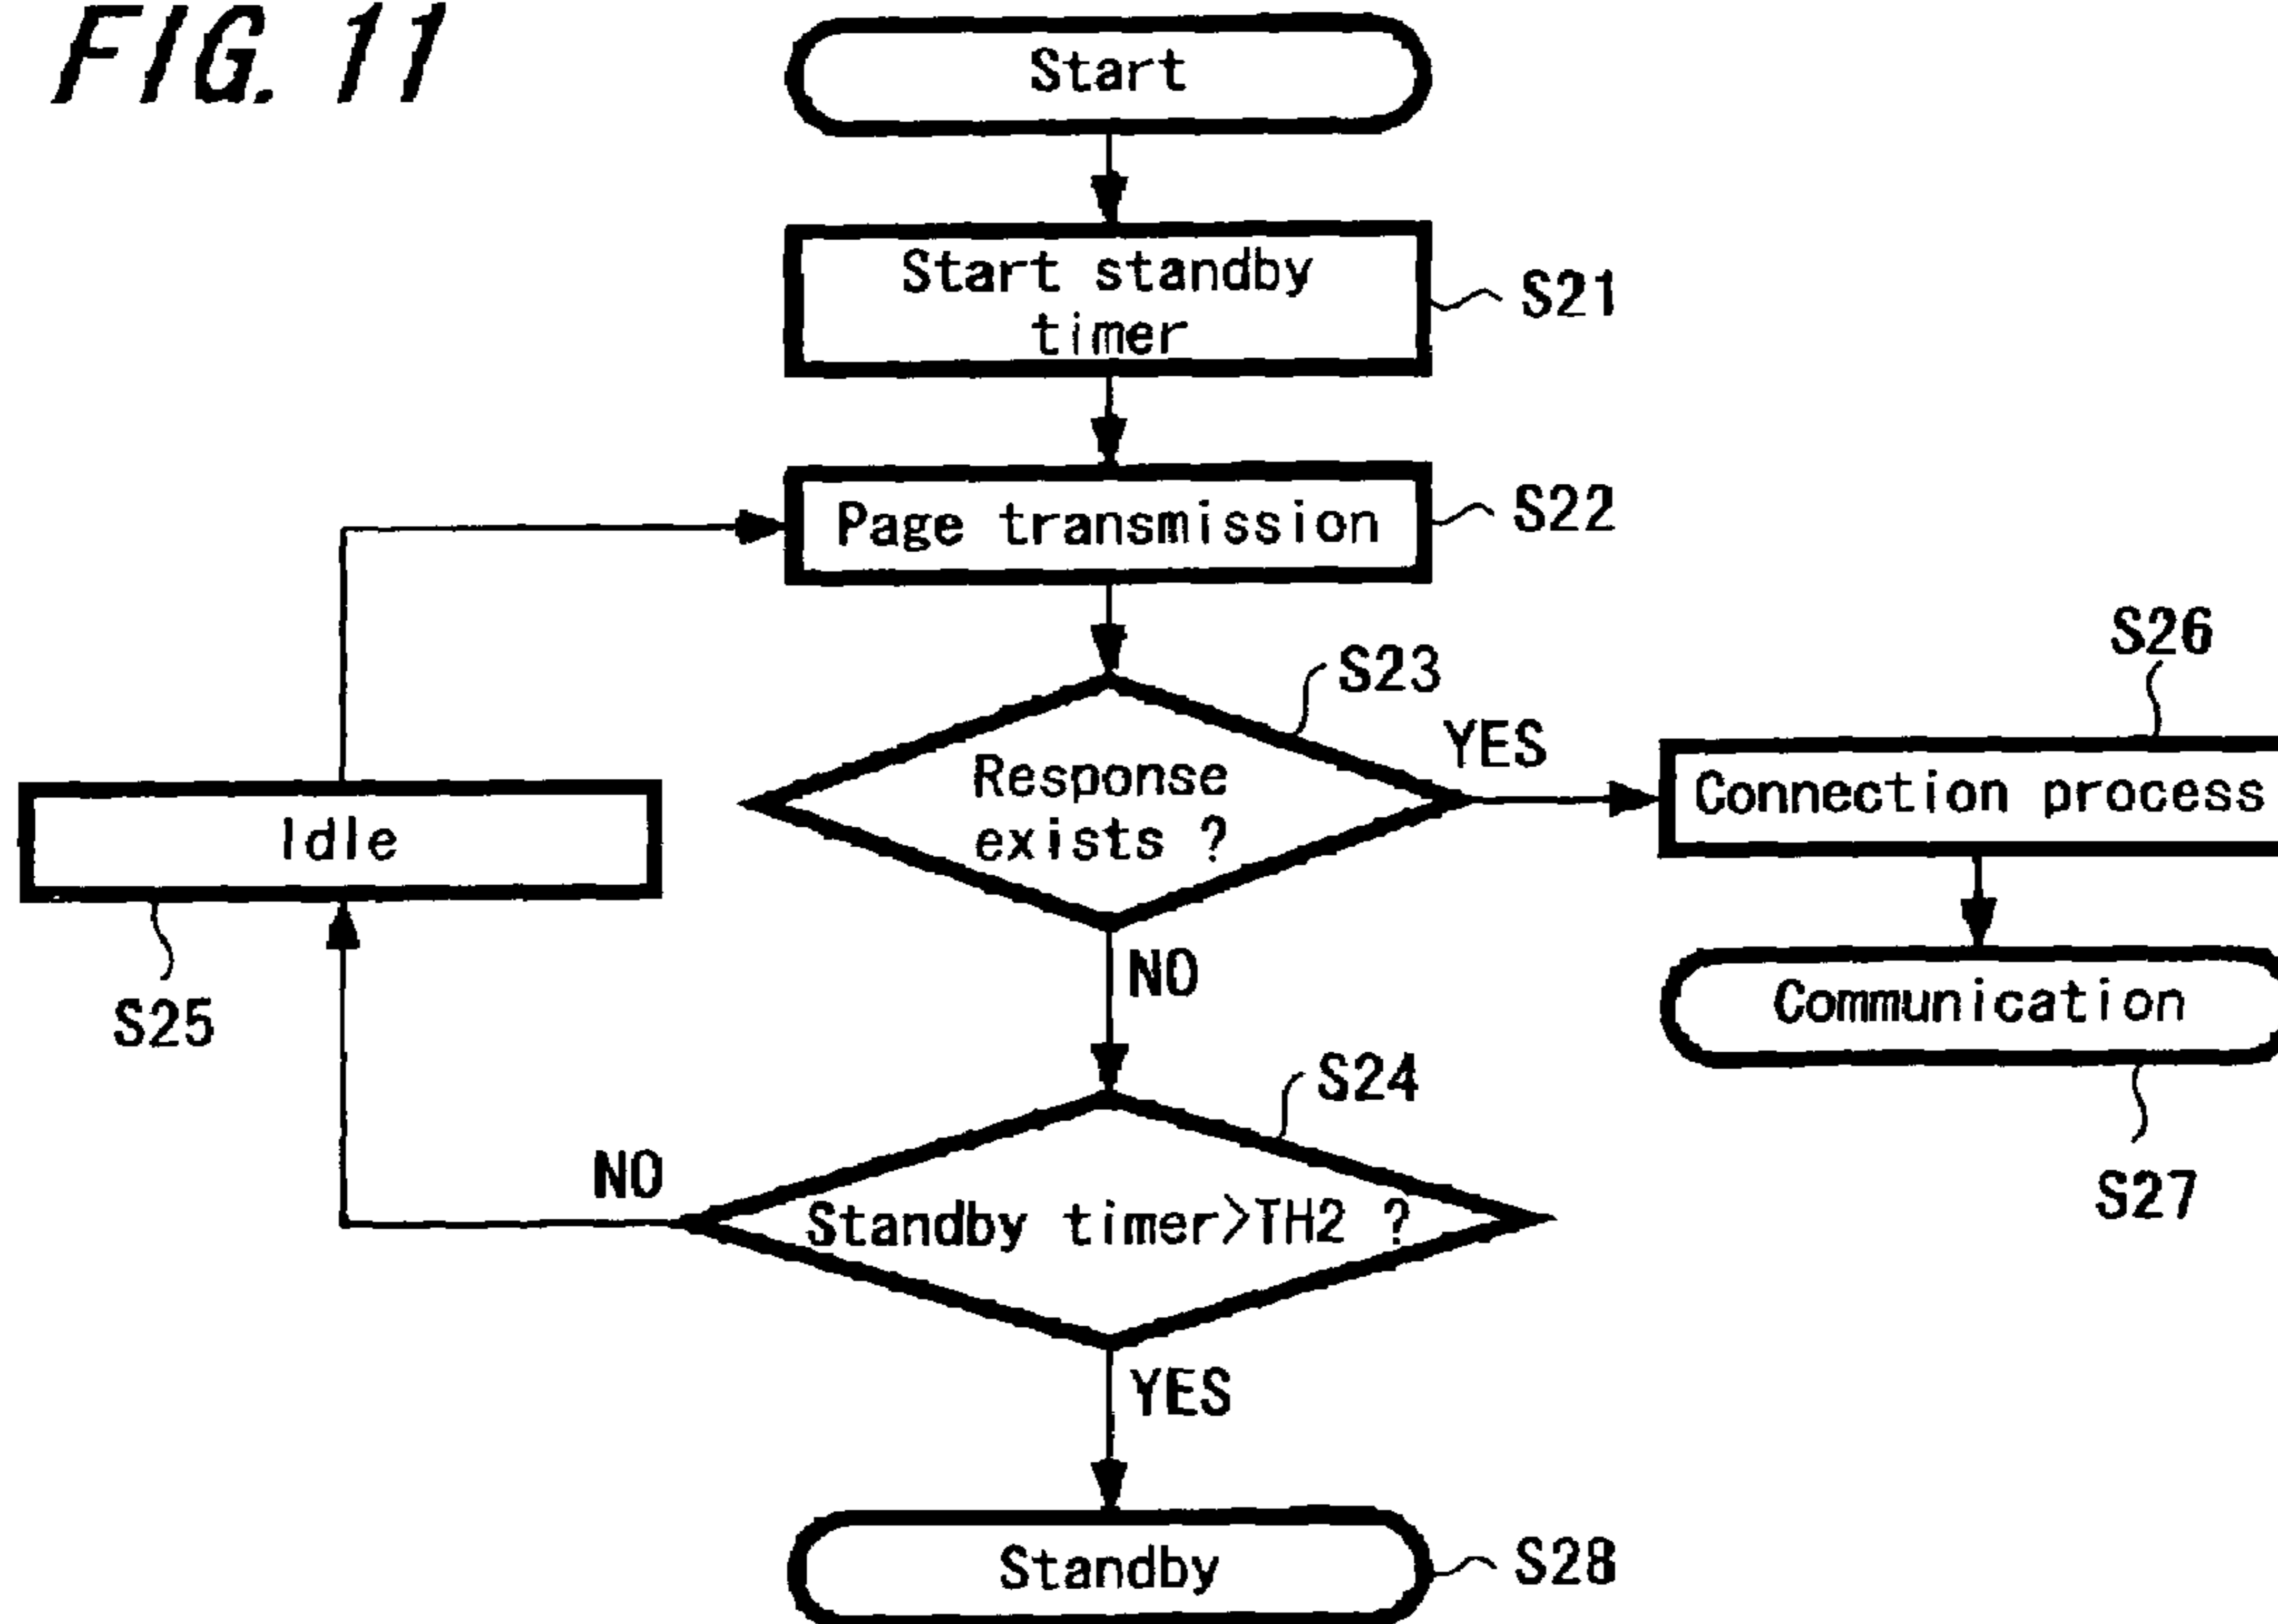 FIG. 11
Start
Start standby
timer
S21
Page transmission
S22
S23
Response
exists ?
YES
S26
Connection process
Idle
S25
NO
Communication
S27
S24
NO
Standby timer>TH2 ?
YES
Standby
S28